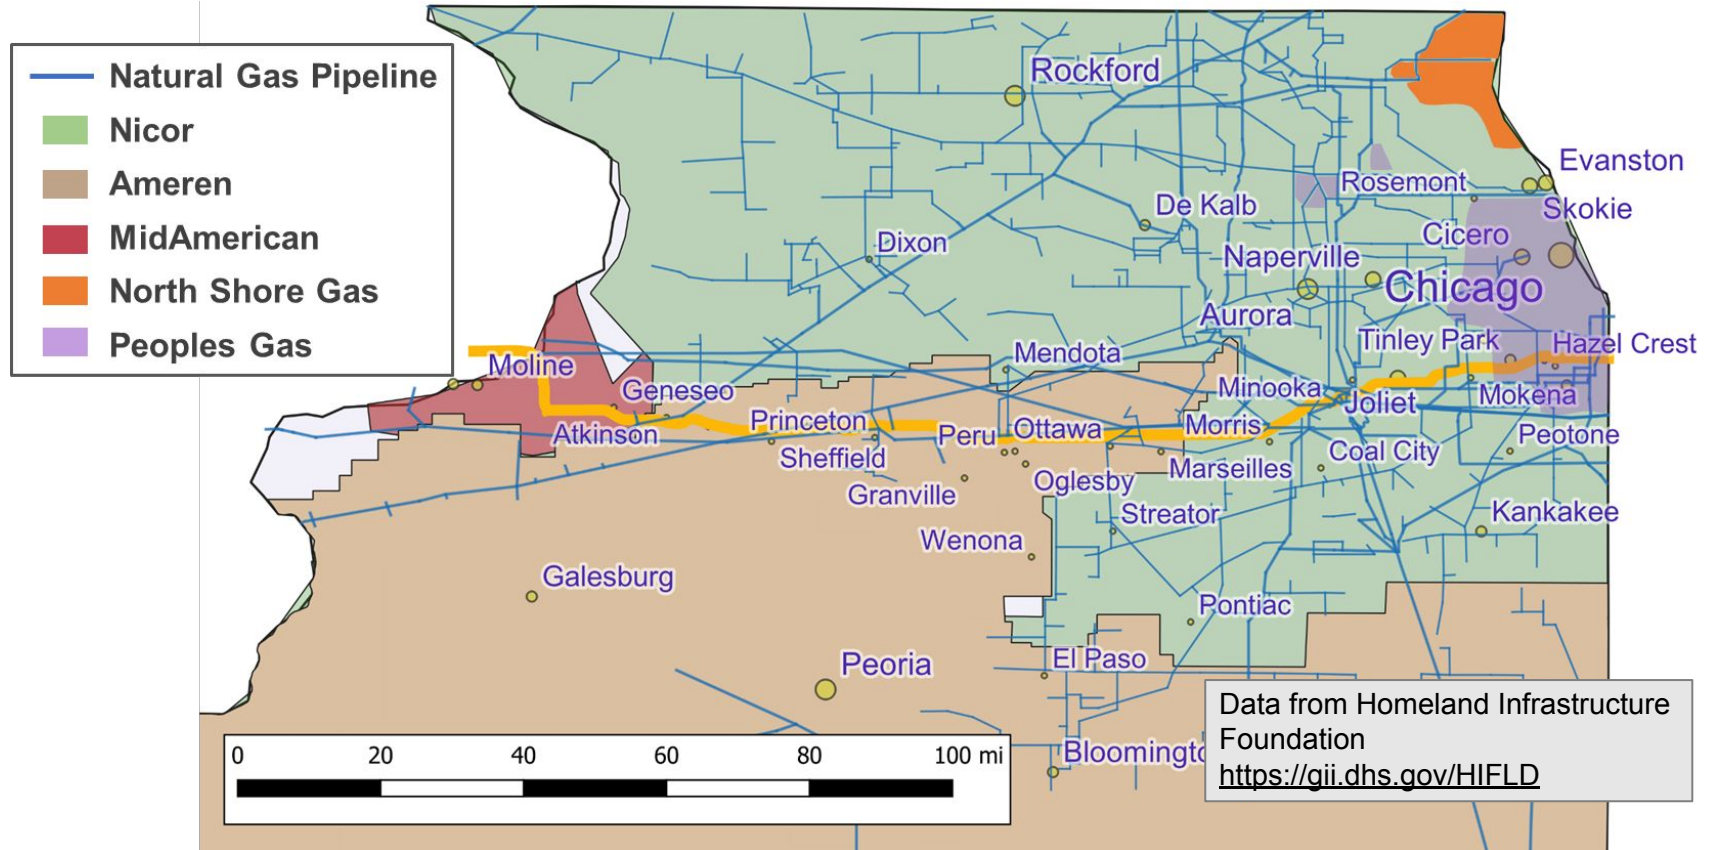 Natural Gas Pipeline
Nicor
Ameren
MidAmerican
North Shore Gas
Peoples Gas
Rockford
Evanston
Rosemont
Skokie
De Kalb
Cicero
Dixon
Naperville
Chicago
Aurora
Tinley Park
Hazel Crest
Mendota
Moline
Geneseo
Minooka
Mokena
Joliet
Princeton
Atkinson
Peru
Ottawa
Morris
Peotone
Sheffield
Coal City
Marseilles
Oglesby
Granville
Streator
Kankakee
Wenona
Galesburg
Pontiac
El Paso
Peoria
Bloomingto
Data from Homeland Infrastructure
Foundation
https://gii.dhs.gov/HIFLD
0 20 40 60 80 100 mi